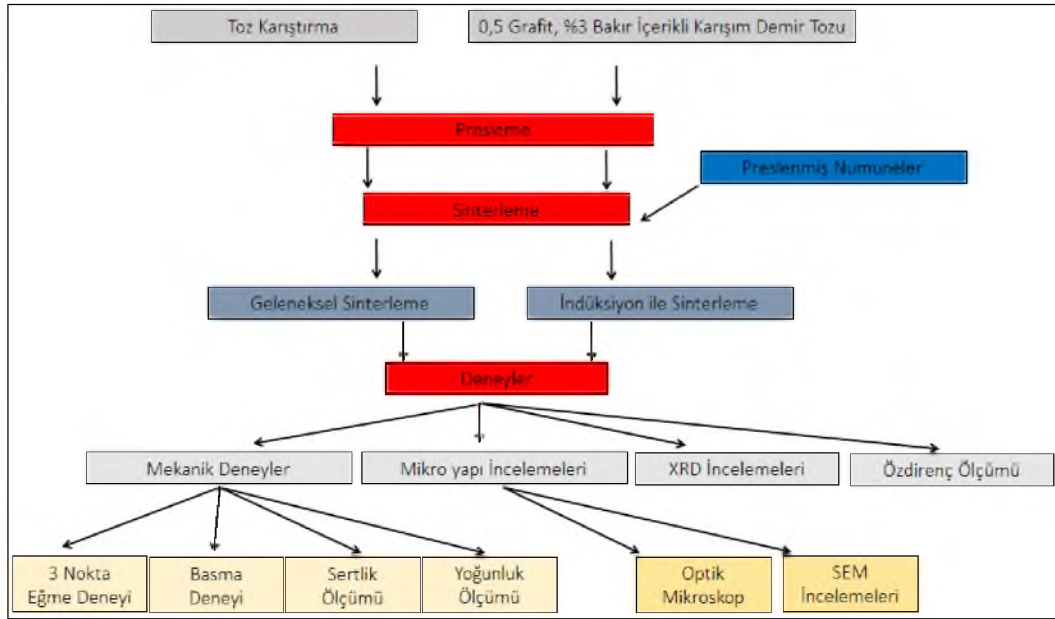 Toz Karıştırma
0,5 Grafit, %3 Bakır İçerikli Karışım Demir Tozu
Presleme
Preslenmiş Numuneler
Sinterleme
Geleneksel Sinterleme
İndüksiyon ile Sinterleme
Deneyler
Mekanik Deneyler
Mikro yapı İncelemeleri
XRD İncelemeleri
Özdirenç Ölçümü
3 Nokta
Eğme Deneyi
Basma
Deneyi
Sertlik
Ölçümü
Yoğunluk
Ölçümü
Optik
Mikroskop
SEM
İncelemeleri